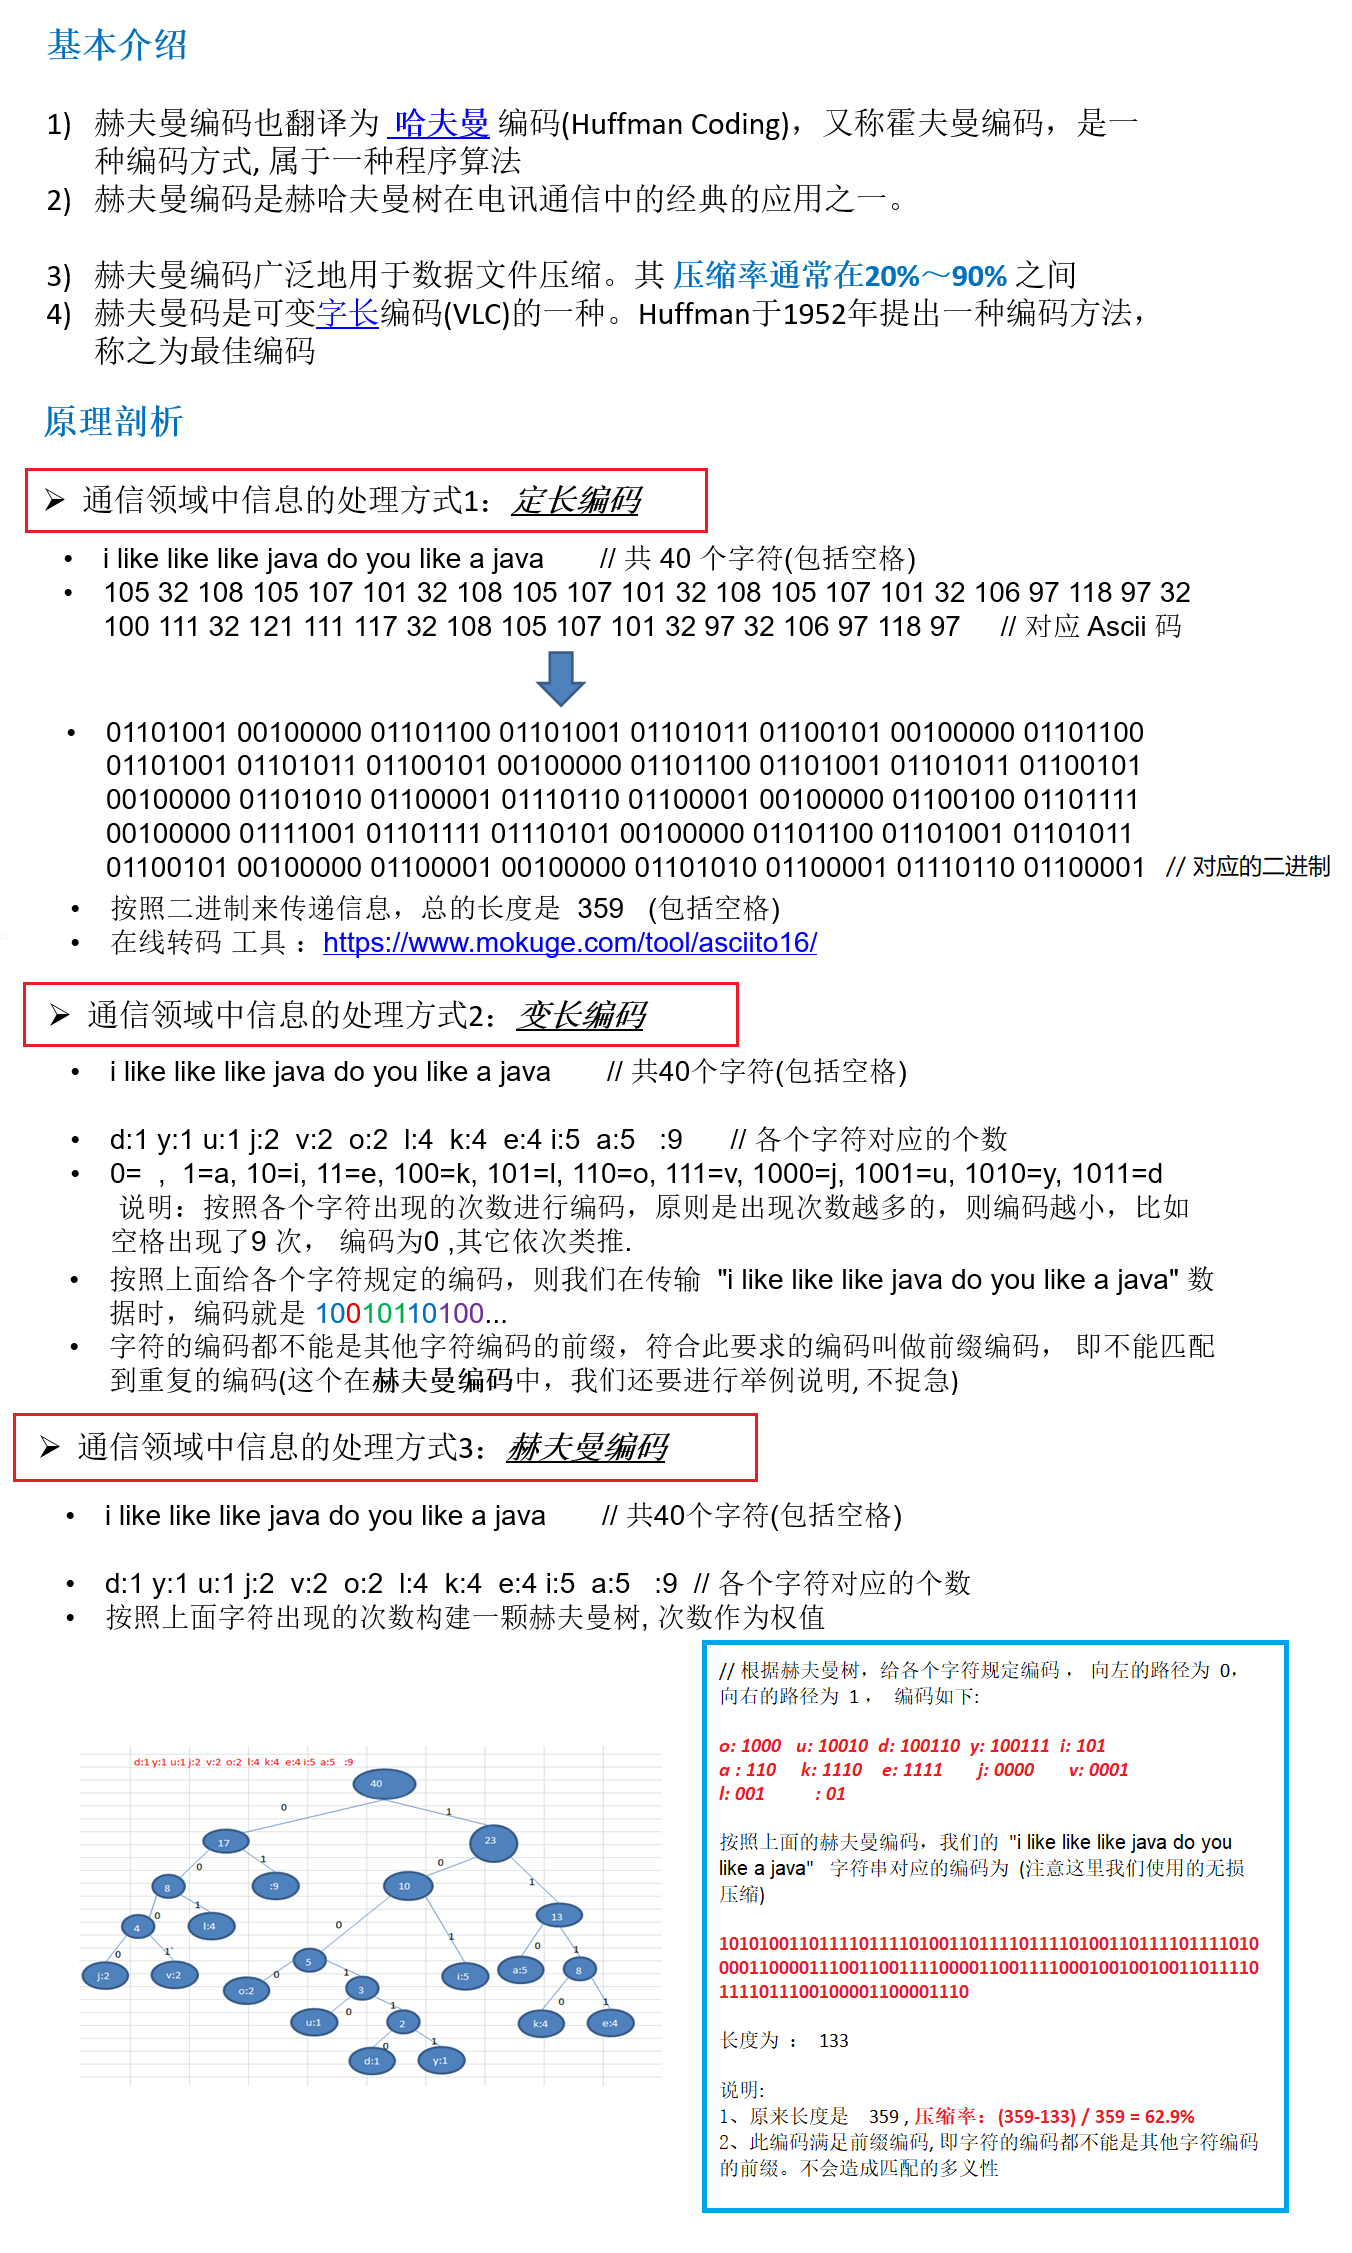 基本介绍
1) 赫夫曼编码也翻译为 哈夫曼 编码(Huffman Coding)，又称霍夫曼编码，是一
种编码方式, 属于一种程序算法
2) 赫夫曼编码是赫哈夫曼树在电讯通信中的经典的应用之一。
3) 赫夫曼编码广泛地用于数据文件压缩。其 压缩率通常在20%～90% 之间
4) 赫夫曼码是可变字长编码(VLC)的一种。Huffman于1952年提出一种编码方法，
称之为最佳编码
原理剖析
➢ 通信领域中信息的处理方式1：定长编码
• i like like like java do you like a java // 共 40 个字符(包括空格)
• 105 32 108 105 107 101 32 108 105 107 101 32 108 105 107 101 32 106 97 118 97 32
100 111 32 121 111 117 32 108 105 107 101 32 97 32 106 97 118 97 // 对应 Ascii 码
• 01101001 00100000 01101100 01101001 01101011 01100101 00100000 01101100
01101001 01101011 01100101 00100000 01101100 01101001 01101011 01100101
00100000 01101010 01100001 01110110 01100001 00100000 01100100 01101111
00100000 01111001 01101111 01110101 00100000 01101100 01101001 01101011
01100101 00100000 01100001 00100000 01101010 01100001 01110110 01100001 // 对应的二进制
• 按照二进制来传递信息，总的长度是 359 (包括空格)
• 在线转码 工具 ：https://www.mokuge.com/tool/asciito16/
➢ 通信领域中信息的处理方式2：变长编码
• i like like like java do you like a java // 共40个字符(包括空格)
• d:1 y:1 u:1 j:2 v:2 o:2 l:4 k:4 e:4 i:5 a:5 :9 // 各个字符对应的个数
• 0= , 1=a, 10=i, 11=e, 100=k, 101=l, 110=o, 111=v, 1000=j, 1001=u, 1010=y, 1011=d
说明：按照各个字符出现的次数进行编码，原则是出现次数越多的，则编码越小，比如
空格出现了9 次， 编码为0 ,其它依次类推.
• 按照上面给各个字符规定的编码，则我们在传输 "i like like like java do you like a java" 数
据时，编码就是 10010110100...
• 字符的编码都不能是其他字符编码的前缀，符合此要求的编码叫做前缀编码， 即不能匹配
到重复的编码(这个在赫夫曼编码中，我们还要进行举例说明, 不捉急)
➢ 通信领域中信息的处理方式3：赫夫曼编码
• i like like like java do you like a java // 共40个字符(包括空格)
• d:1 y:1 u:1 j:2 v:2 o:2 l:4 k:4 e:4 i:5 a:5 :9 // 各个字符对应的个数
• 按照上面字符出现的次数构建一颗赫夫曼树, 次数作为权值
d:1 y:1 u:1 j:2 v:2 o:2 l:4 k:4 e:4 i:5 a:5 :9
40
0 1
17 23
0 1 0 1
8 :9 10 13
0 1 0 1 0 1
4 l:4 5 i:5 a:5 8
0 1` 0 1 0 1
j:2 v:2 o:2 3 k:4 e:4
0 1
u:1 2
0 1
d:1 y:1
// 根据赫夫曼树，给各个字符规定编码 ， 向左的路径为 0，
向右的路径为 1 ， 编码如下:
o: 1000 u: 10010 d: 100110 y: 100111 i: 101
a : 110 k: 1110 e: 1111 j: 0000 v: 0001
l: 001 : 01
按照上面的赫夫曼编码，我们的 "i like like like java do you
like a java" 字符串对应的编码为 (注意这里我们使用的无损
压缩)
101010011011110111101001101111011110100110111101111010
000110000111001100111100001100111100010010010011011110
1111011100100001100001110
长度为 ： 133
说明:
1、原来长度是 359 , 压缩率：(359-133) / 359 = 62.9%
2、此编码满足前缀编码, 即字符的编码都不能是其他字符编码
的前缀。不会造成匹配的多义性